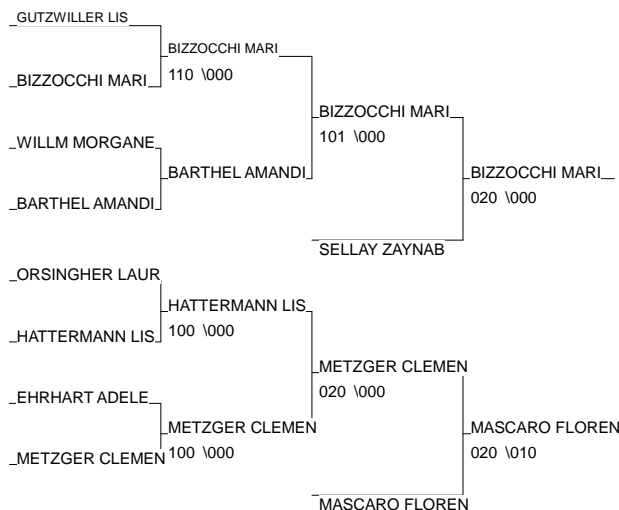 GUTZWILLER LIS
BIZZOCCHI MARI
BIZZOCCHI MARI
110 \000
BIZZOCCHI MARI
101 \000
WILLM MORGANE
BARTHEL AMANDI
BIZZOCCHI MARI
020 \000
BARTHEL AMANDI
SELLAY ZAYNAB
ORSINGHER LAUR
HATTERMANN LIS
100 \000
HATTERMANN LIS
METZGER CLEMEN
020 \000
EHRHART ADELE
METZGER CLEMEN
100 \000
MASCARO FLOREN
020 \010
METZGER CLEMEN
MASCARO FLOREN